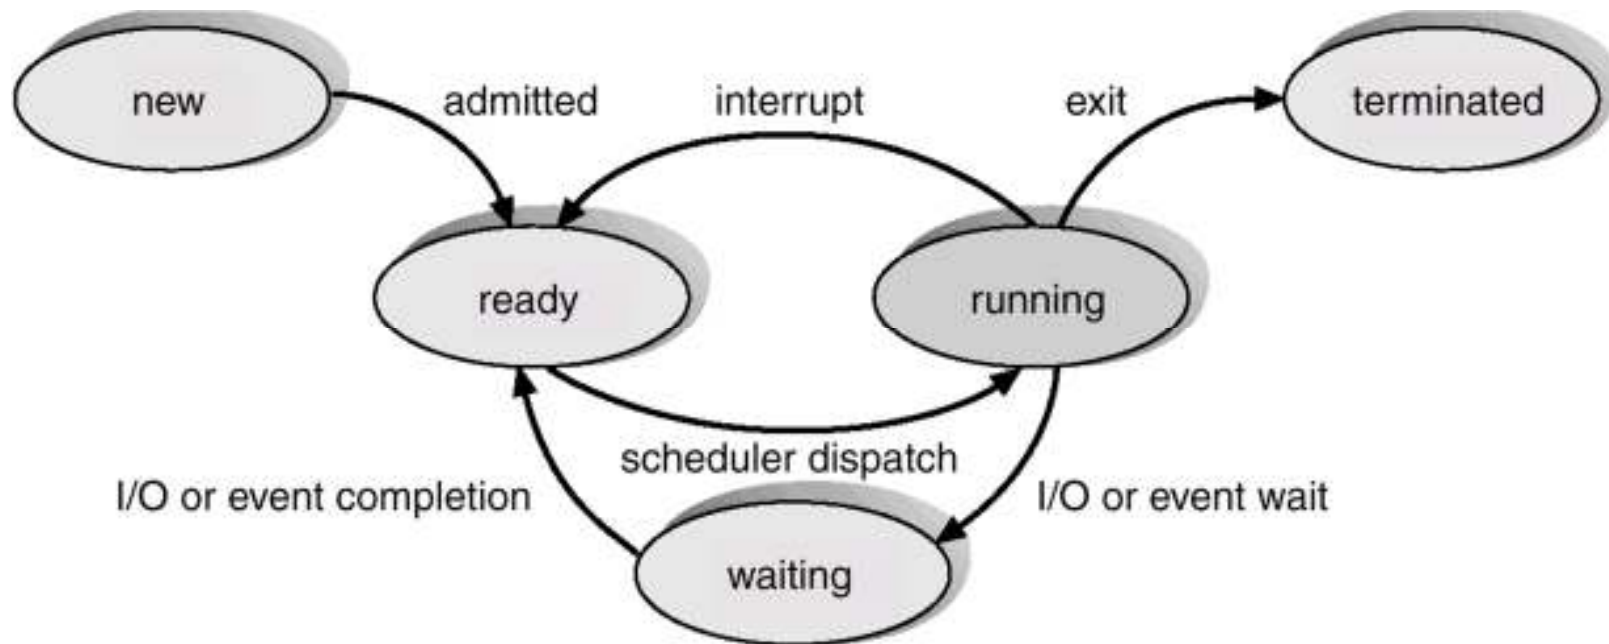 new
admitted
interrupt
exit
terminated
ready
running
scheduler dispatch
I/O or event completion
I/O or event wait
waiting